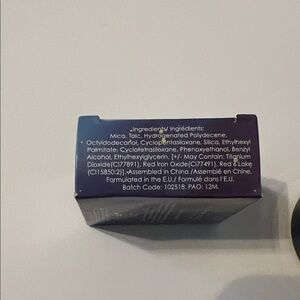 Ingredients/ Ingrédients:
Mica, Talc, Hydrogenated Polydecene,
Octyldodecanol, Cyclopentasiloxane, Silica, Ethylhexyl
Palmitate, Cyclotetrasiloxane, Phenoxyethanol, Benzyl
Alcohol, Ethylhexylglycerin, [+/- May Contain: Titanium
Dioxide(CI77891), Red Iron Oxide(CI77491), Red 6 Lake
(CI15850:2)]. Assembled in China/ Assemblé en Chine.
Formulated in the E.U./ Formulé dans l'E.U.
Batch Code: 102518. PAO: 12M.